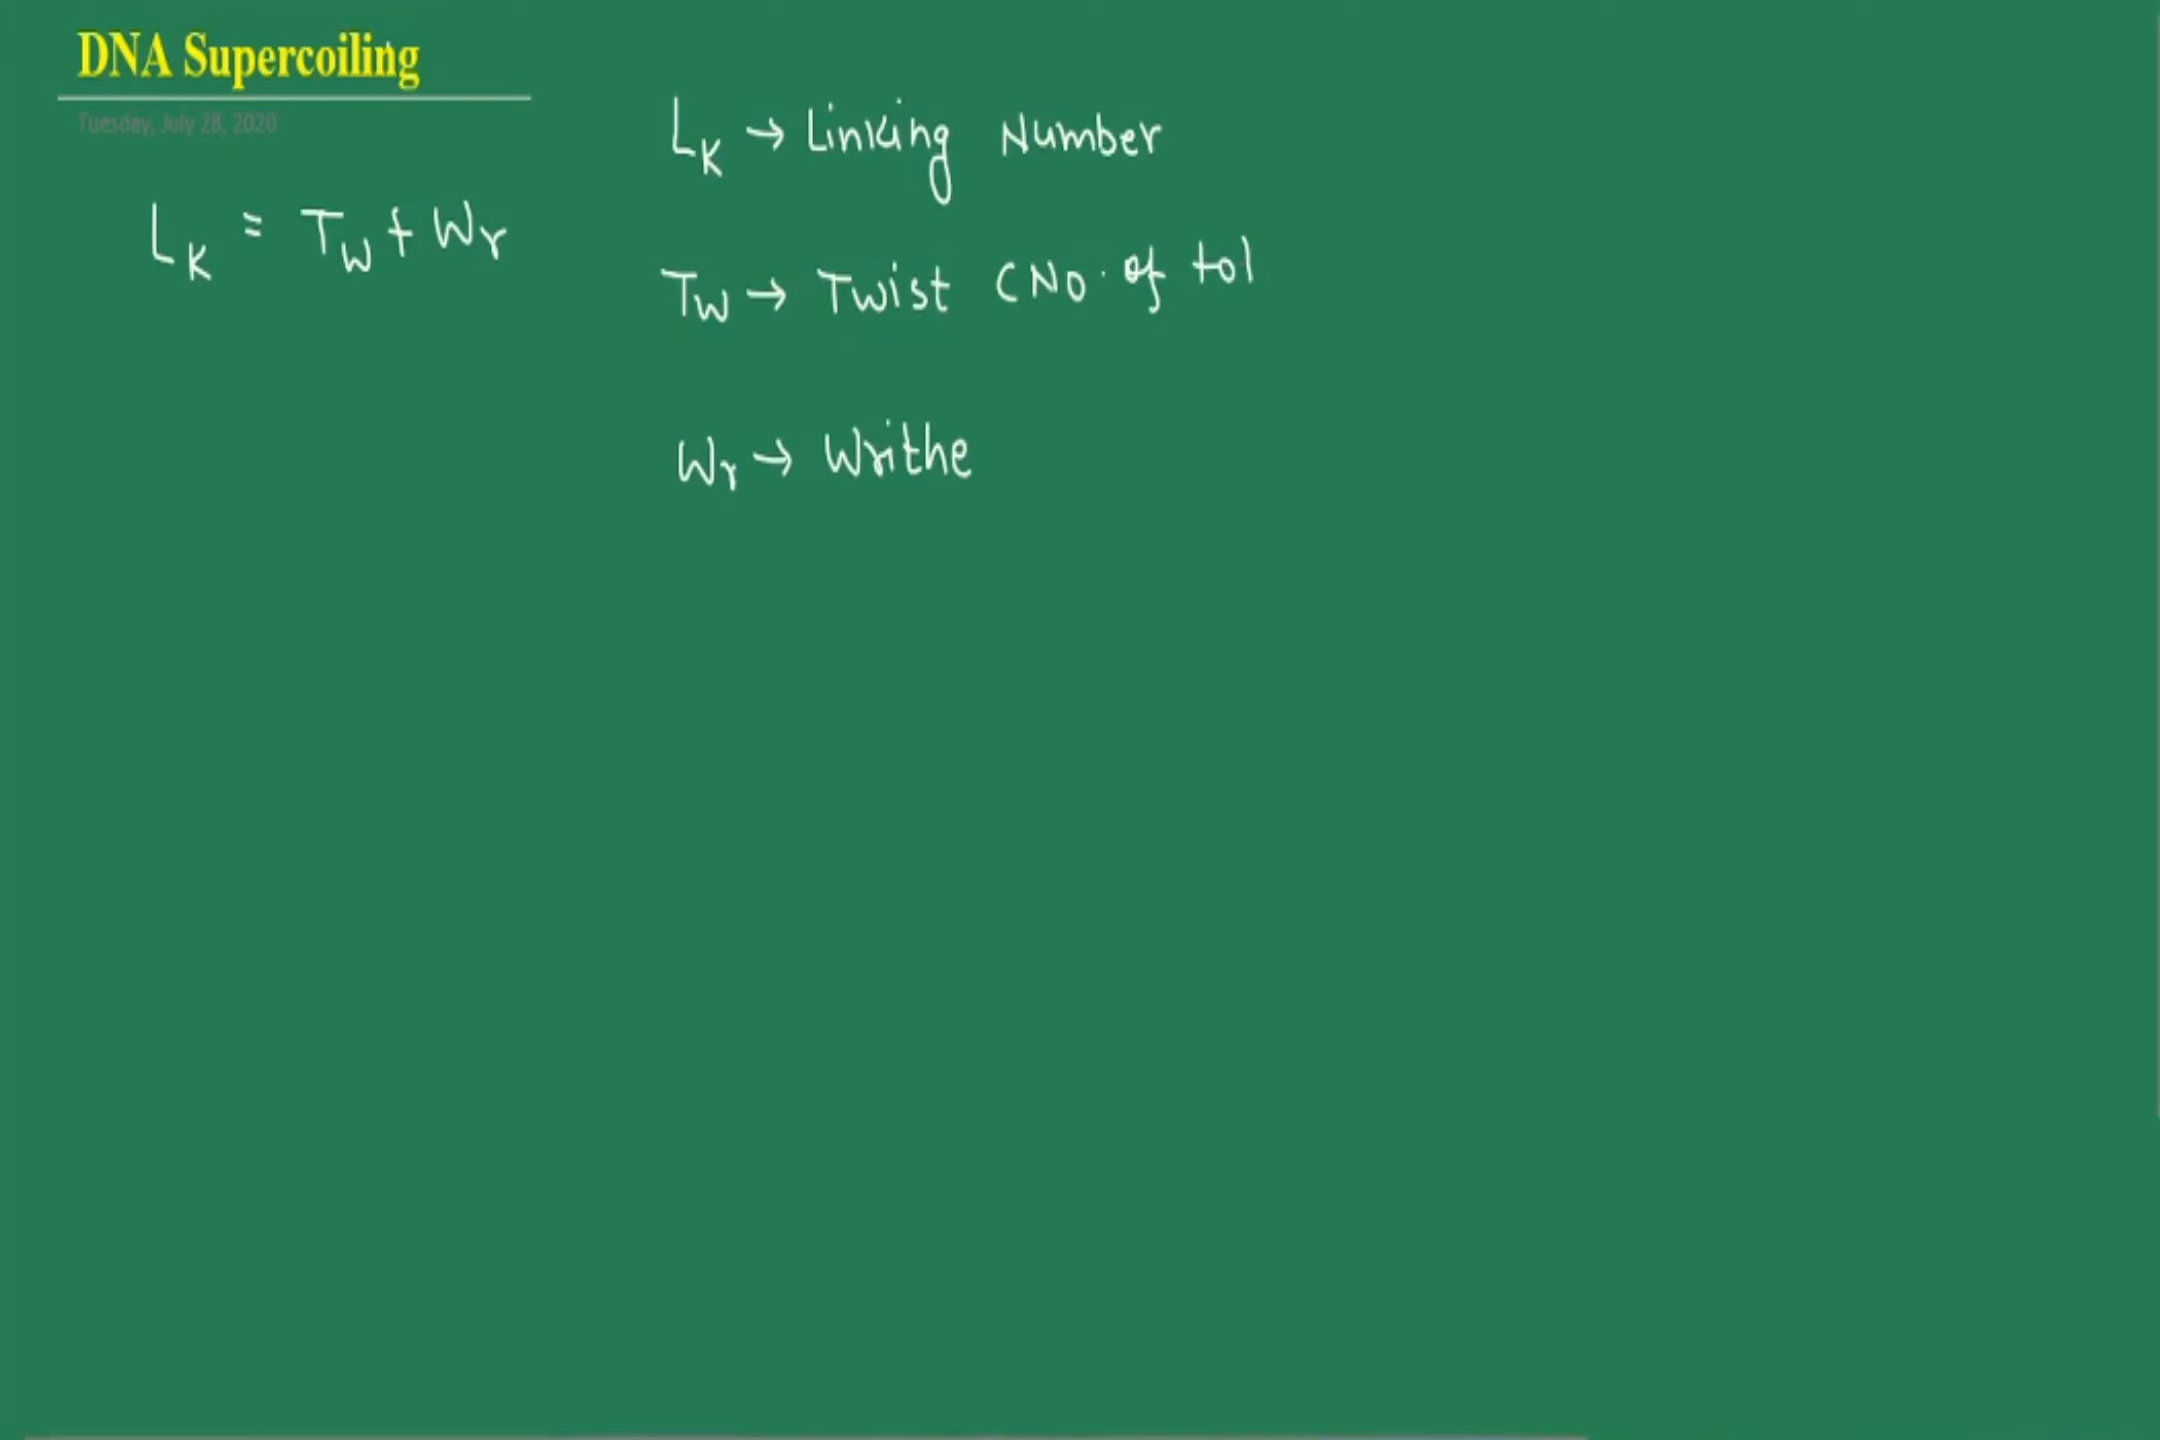 DNA Supercoiling
Tuesday, July 28, 2020
LK = TW + Wr
LK → Linking Number
TW → Twist (No. of tol
Wr → Writhe